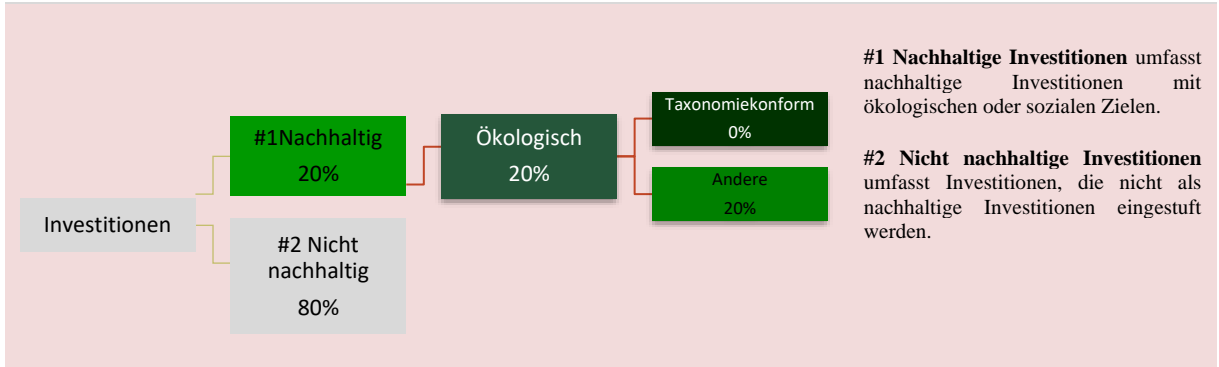 Investitionen
#1Nachhaltig
20%
#2 Nicht
nachhaltig
80%
Ökologisch
20%
Taxonomiekonform
0%
Andere
20%
#1 Nachhaltige Investitionen umfasst
nachhaltige Investitionen mit
ökologischen oder sozialen Zielen.
#2 Nicht nachhaltige Investitionen
umfasst Investitionen, die nicht als
nachhaltige Investitionen eingestuft
werden.